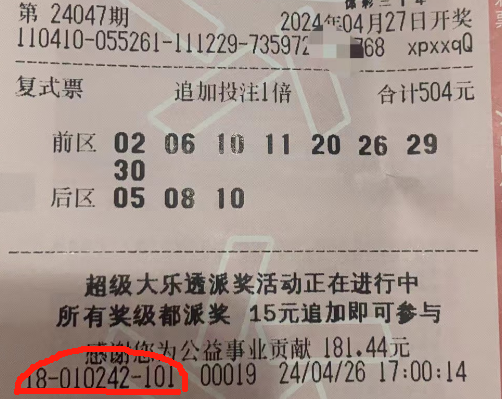 第 24047期 2024年04月27日开奖
110410-055261-111229-735972 768 xpxxqQ
复式票 追加投注1倍 合计504元
前区 02 06 10 11 20 26 29
30
后区 05 08 10
超级大乐透派奖活动正在进行中
所有奖级都派奖 15元追加即可参与
感谢您为公益事业贡献 181.44元
18-010242-101 00019 24/04/26 17:00:14